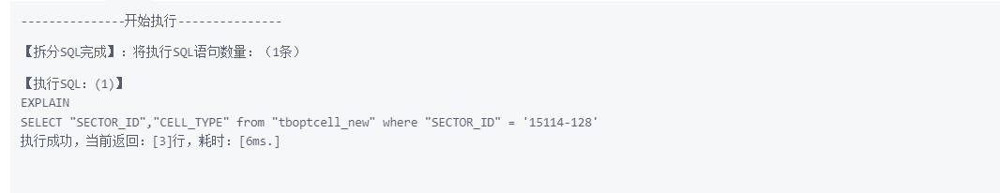 ---------------开始执行---------------
【拆分SQL完成】：将执行SQL语句数量：（1条）
【执行SQL：(1)】
EXPLAIN
SELECT "SECTOR_ID","CELL_TYPE" from "tboptcell_new" where "SECTOR_ID" = '15114-128'
执行成功，当前返回：[3]行，耗时：[6ms.]